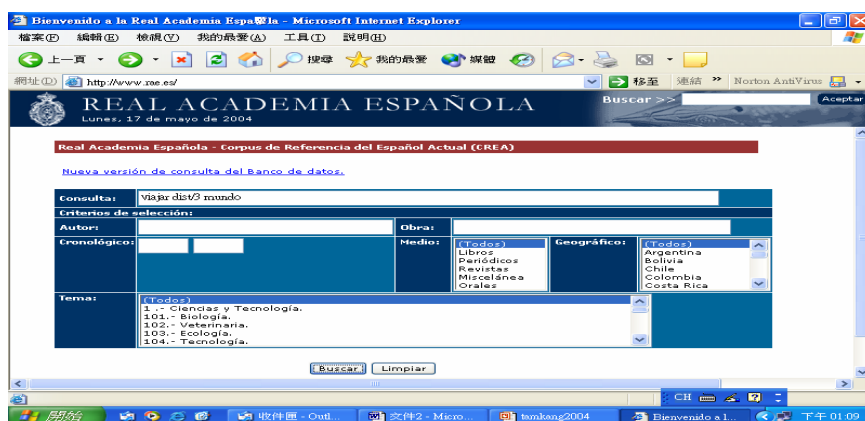 Bienvenido a la Real Academia Espa駉la - Microsoft Internet Explorer
檔案(F) 編輯(E) 檢視(V) 我的最愛(A) 工具(T) 說明(H)
上一頁 搜尋 我的最愛 媒體
網址(D) http://www.rae.es/ 移至 連結 » Norton AntiVirus
REAL ACADEMIA ESPAÑOLA
Buscar >> Aceptar
Lunes, 17 de mayo de 2004
Real Academia Española - Corpus de Referencia del Español Actual (CREA)
Nueva versión de consulta del Banco de datos.
Consulta: viajar dist/3 mundo
Criterios de selección:
Autor: Obra:
Cronológico: Medio: (Todos) Geográfico: (Todos)
Libros Argentina
Periódicos Bolivia
Revistas Chile
Miscelánea Colombia
Orales Costa Rica
Tema: (Todos)
1 .- Ciencias y Tecnología.
101.- Biología.
102.- Veterinaria.
103.- Ecología.
104.- Tecnología.
Buscar Limpiar
CH
開始 收件匣 - Outl... 文件2 - Micro... tamkang2004 Bienvenido a l... 下午 01:09